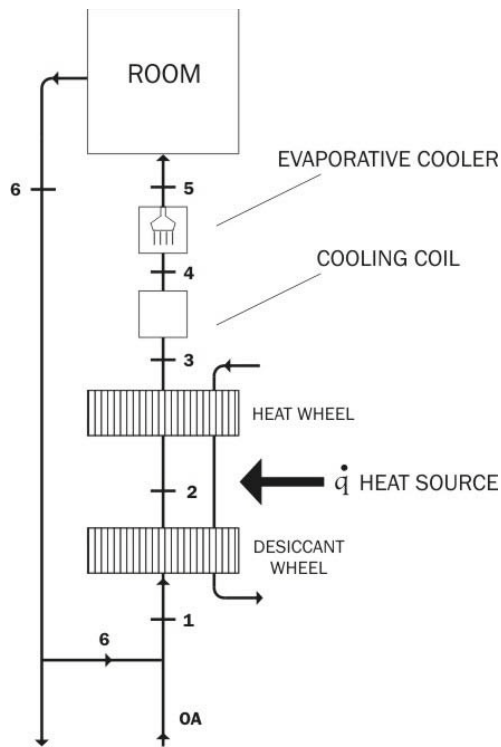 ROOM
EVAPORATIVE COOLER
6
5
4
COOLING COIL
3
HEAT WHEEL
2
q̇ HEAT SOURCE
DESICCANT
WHEEL
1
6
OA